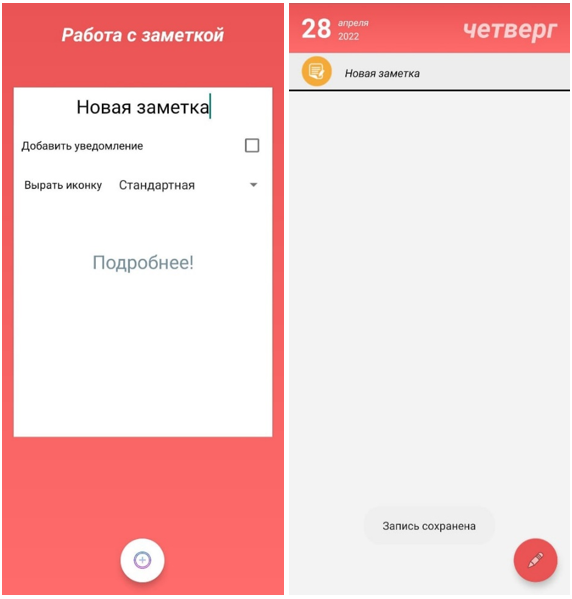 Работа с заметкой
Новая заметка
Добавить уведомление
Вырать иконку Стандартная
Подробнее!
28 апреля
2022
четверг
Новая заметка
Запись сохранена